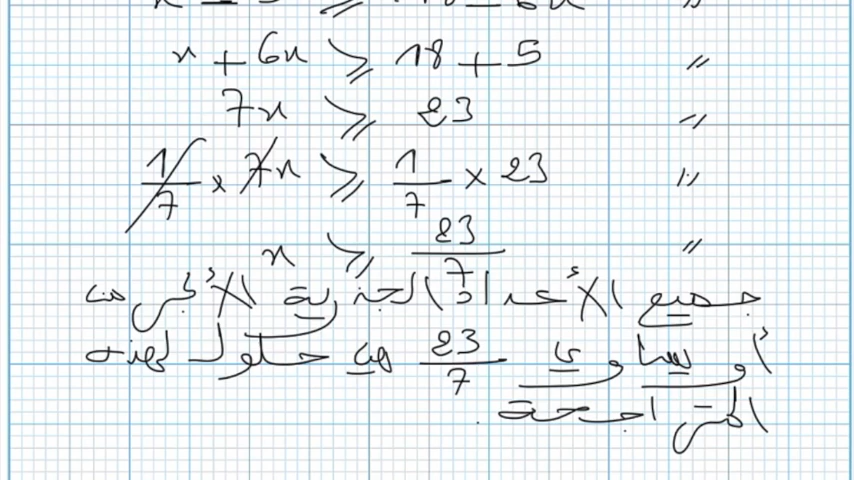 x + 6x ⩾ 18 + 5 "
7x ⩾ 23 "
1/7 × 7x ⩾ 1/7 × 23 "
x ⩾ 23/7 "
جميع الأعداد الجذرية الأكبر من
أو يساوي 23/7 هي حلول لهذه
المتراجحة.